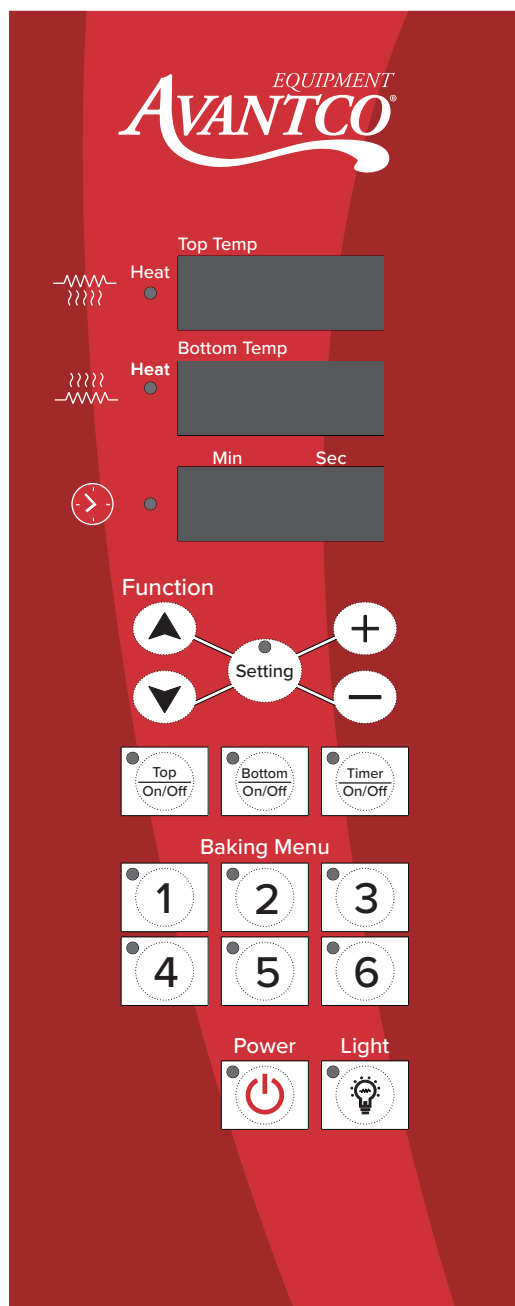 EQUIPMENT
AVANTCO®
Top Temp
Heat
Bottom Temp
Heat
Min Sec
Function
+
Setting
−
Top Bottom Timer
On/Off On/Off On/Off
Baking Menu
1 2 3
4 5 6
Power Light